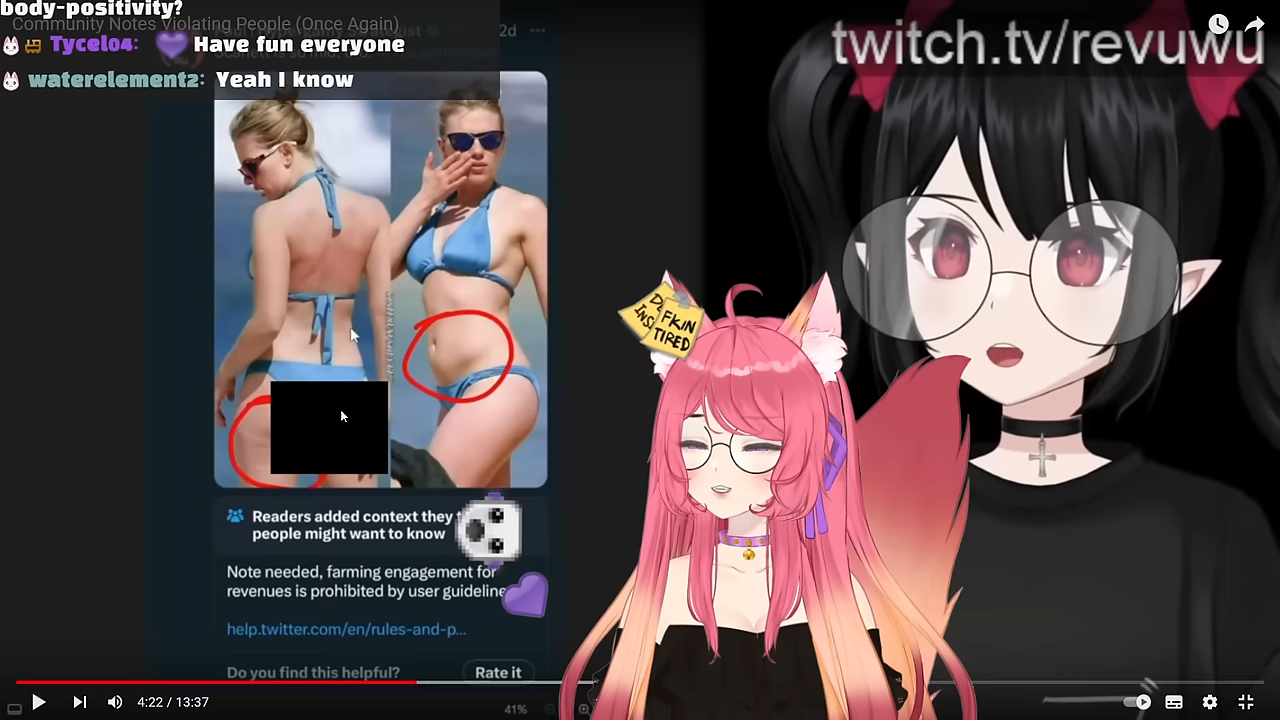 body-positivity?
Community Notes Violating People (Once Again)
Tycelo4: Have fun everyone
2d
waterelement2: Yeah I know
twitch.tv/revuwu
FKIN
TIRED
Readers added context they
people might want to know
Note needed, farming engagement for
revenues is prohibited by user guideline
help.twitter.com/en/rules-and-p...
Do you find this helpful?
Rate it
4:22 / 13:37
41%